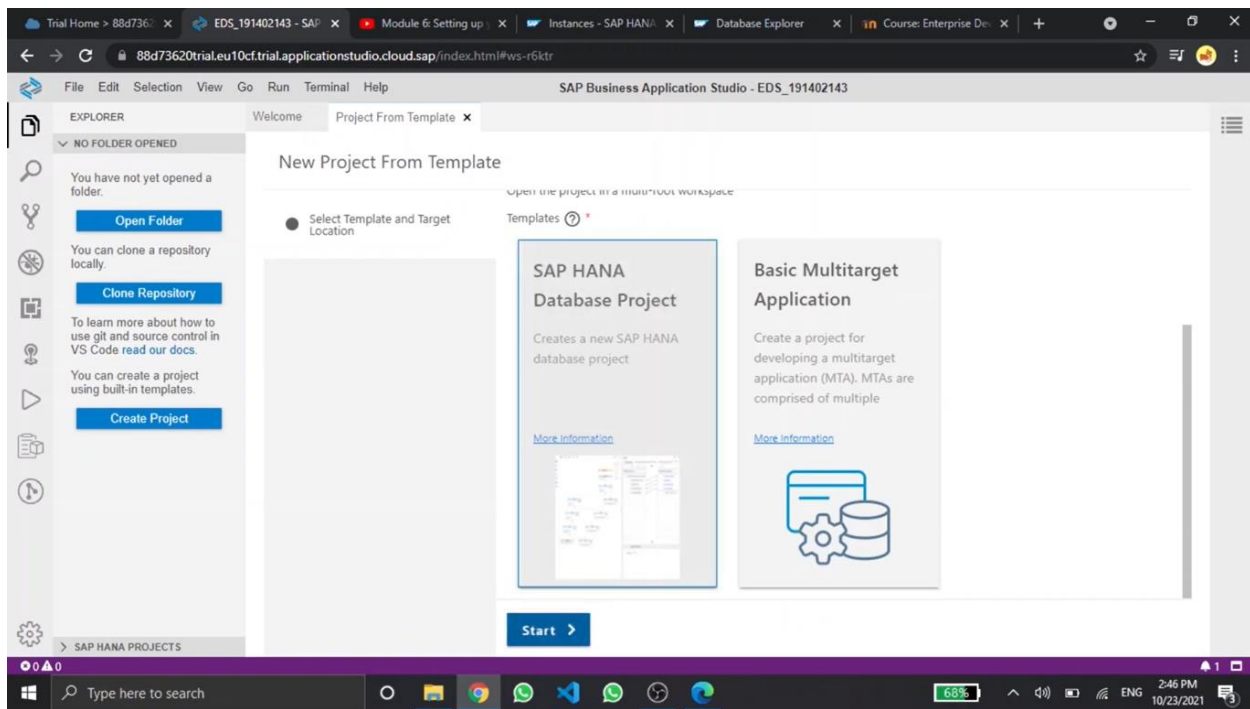 Trial Home > 88d7362
EDS_191402143 - SAP
Module 6: Setting up y
Instances - SAP HANA
Database Explorer
Course: Enterprise Dev
88d73620trial.eu10cf.trial.applicationstudio.cloud.sap/index.html#ws-r6ktr
File Edit Selection View Go Run Terminal Help
SAP Business Application Studio - EDS_191402143
EXPLORER
NO FOLDER OPENED
You have not yet opened a
folder.
Open Folder
You can clone a repository
locally.
Clone Repository
To learn more about how to
use git and source control in
VS Code read our docs.
You can create a project
using built-in templates.
Create Project
SAP HANA PROJECTS
Welcome
Project From Template
New Project From Template
Select Template and Target
Location
Open the project in a multi-root workspace
Templates ? *
SAP HANA
Database Project
Creates a new SAP HANA
database project
More information
Basic Multitarget
Application
Create a project for
developing a multitarget
application (MTA). MTAs are
comprised of multiple
More information
Start >
0 0
1
Type here to search
68%
ENG
2:46 PM
10/23/2021
3